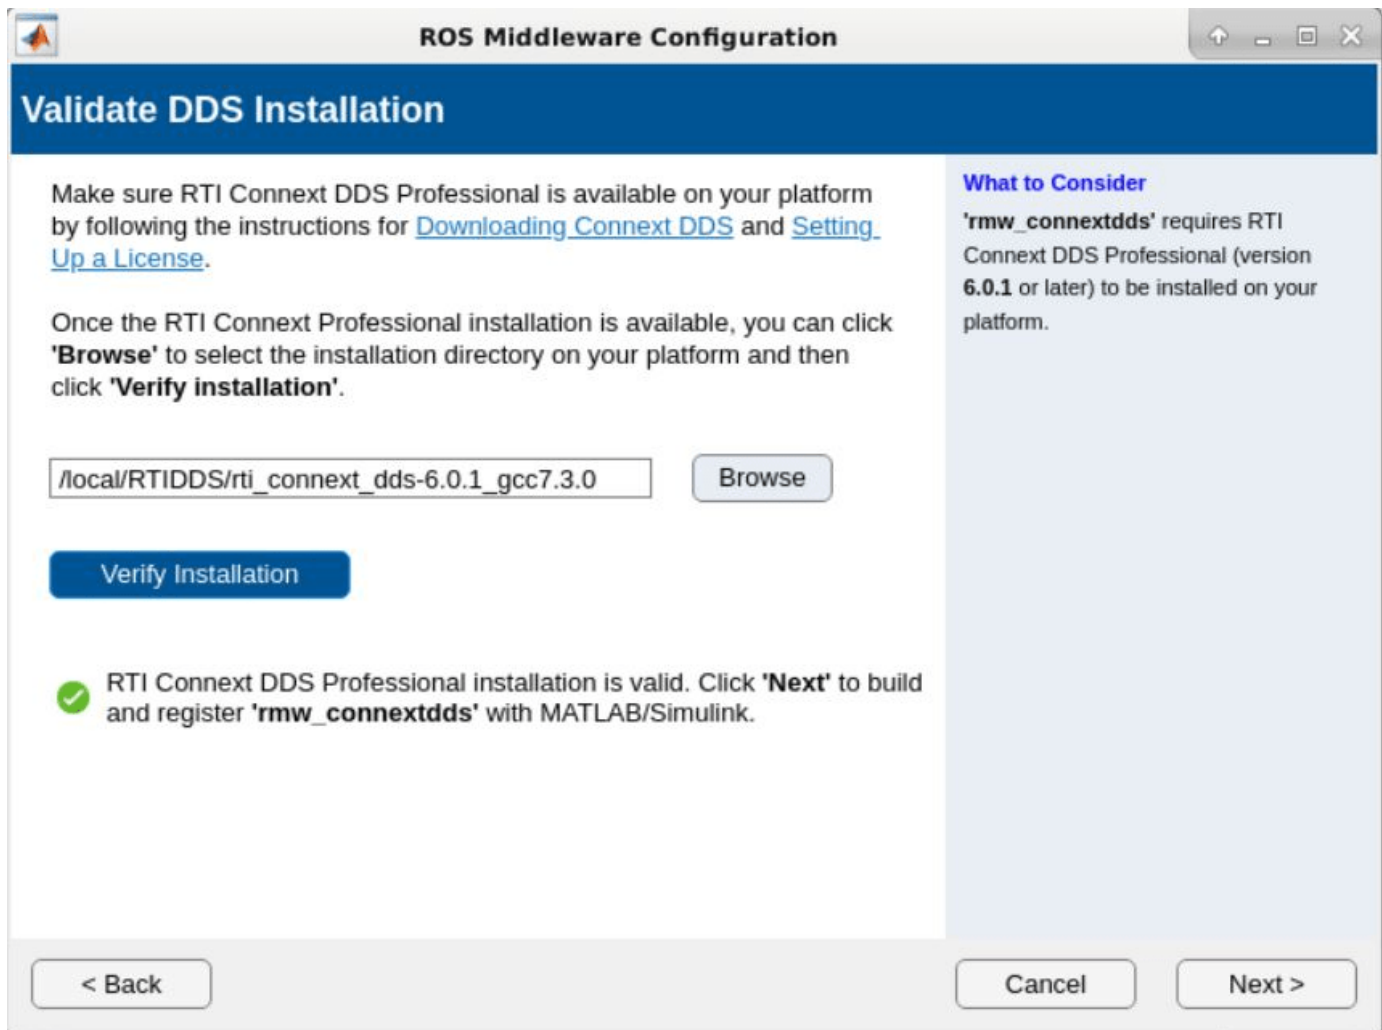 ROS Middleware Configuration
Validate DDS Installation
Make sure RTI Connext DDS Professional is available on your platform
by following the instructions for Downloading Connext DDS and Setting
Up a License.
Once the RTI Connext Professional installation is available, you can click
'Browse' to select the installation directory on your platform and then
click 'Verify installation'.
/local/RTIDDS/rti_connext_dds-6.0.1_gcc7.3.0
Browse
Verify Installation
RTI Connext DDS Professional installation is valid. Click 'Next' to build
and register 'rmw_connextdds' with MATLAB/Simulink.
What to Consider
'rmw_connextdds' requires RTI
Connext DDS Professional (version
6.0.1 or later) to be installed on your
platform.
< Back
Cancel
Next >